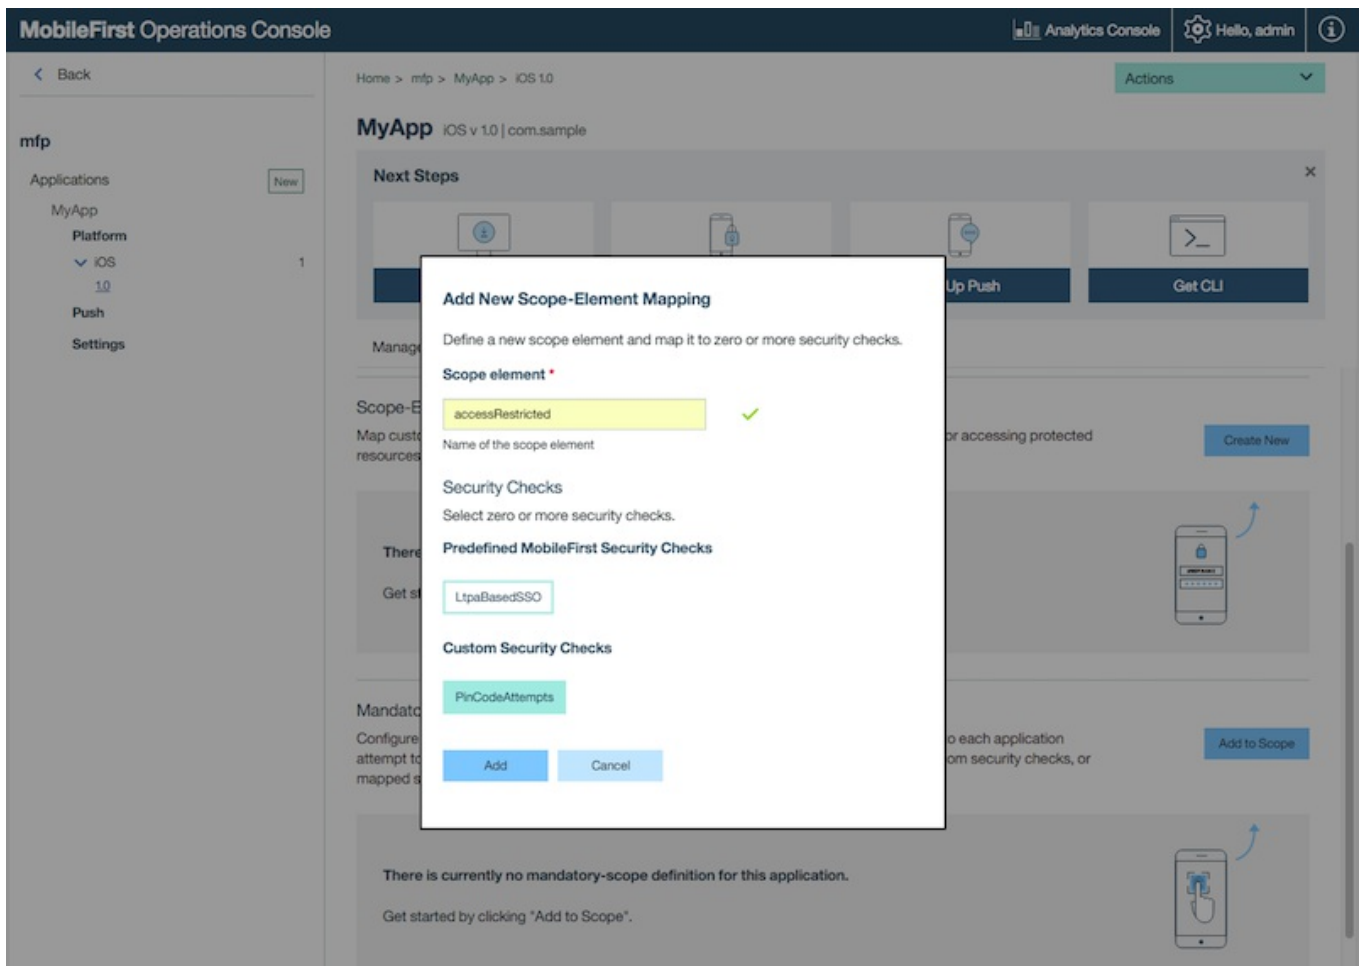 MobileFirst Operations Console
Analytics Console
Hello, admin
Back
Home > mfp > MyApp > iOS 1.0
Actions
mfp
MyApp iOS v 1.0 | com.sample
Applications
New
MyApp
Platform
iOS 1
1.0
Push
Settings
Next Steps
Up Push
Get CLI
Add New Scope-Element Mapping
Define a new scope element and map it to zero or more security checks.
Scope element *
accessRestricted
Name of the scope element
Security Checks
Select zero or more security checks.
Predefined MobileFirst Security Checks
LtpaBasedSSO
Custom Security Checks
PinCodeAttempts
Add
Cancel
Manage
Scope-E
Map custo
or accessing protected
resources
Create New
There
Get st
Mandato
Configure
o each application
attempt to
om security checks, or
mapped s
Add to Scope
There is currently no mandatory-scope definition for this application.
Get started by clicking "Add to Scope".